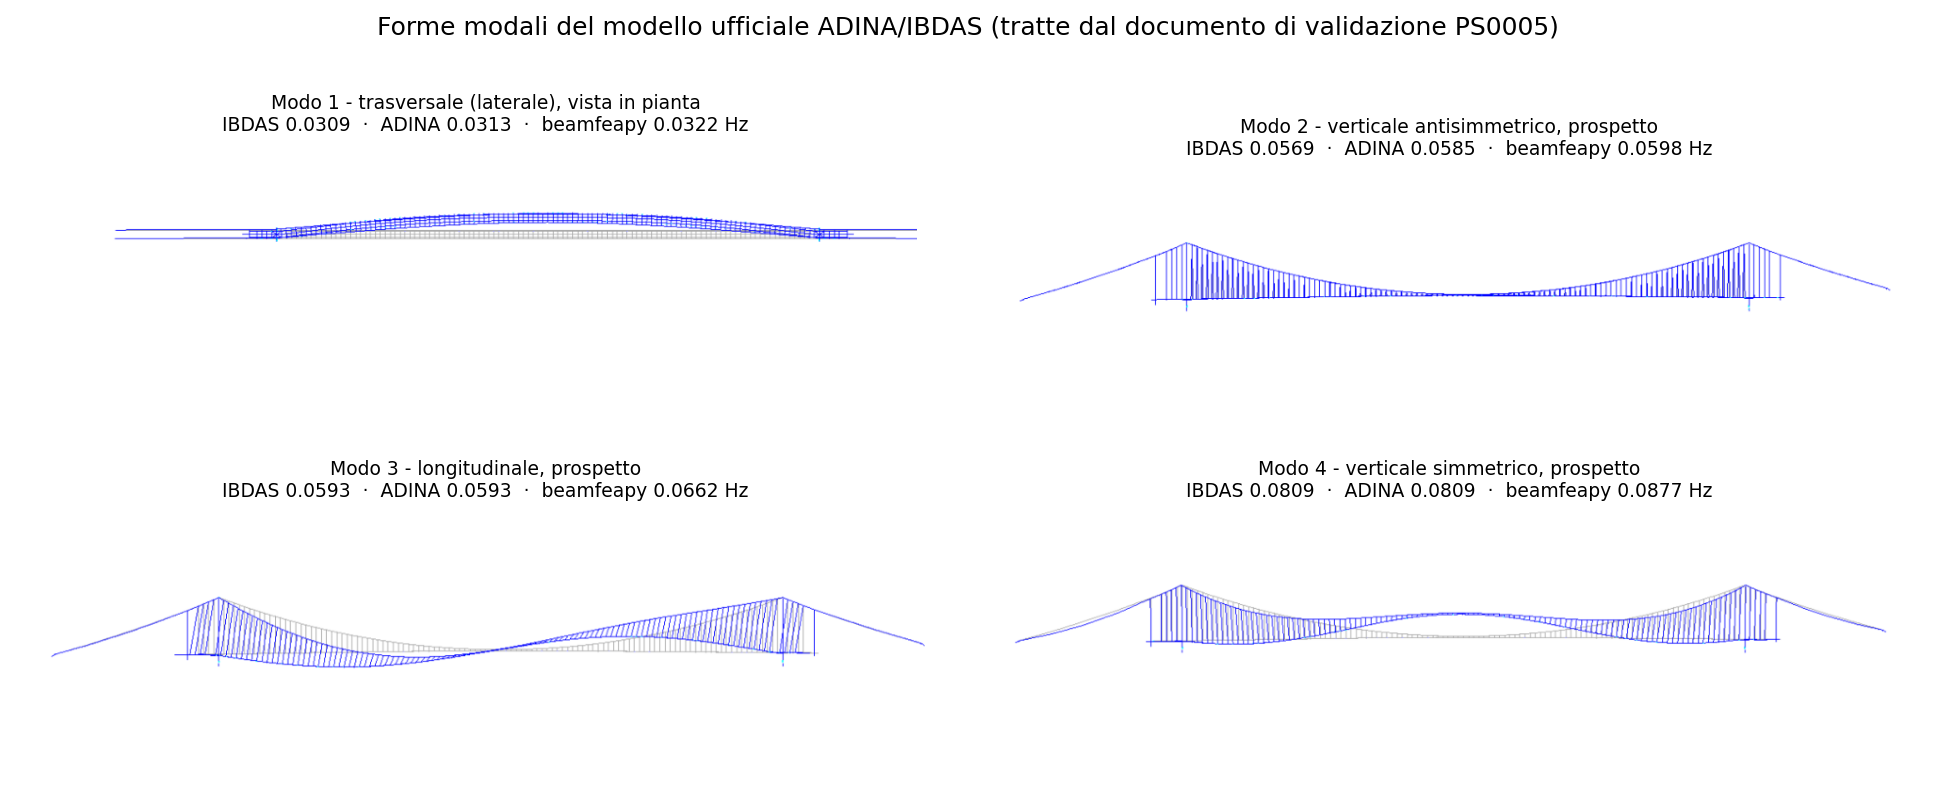 Forme modali del modello ufficiale ADINA/IBDAS (tratte dal documento di validazione PS0005)
Modo 1 - trasversale (laterale), vista in pianta
IBDAS 0.0309 · ADINA 0.0313 · beamfeapy 0.0322 Hz
Modo 2 - verticale antisimmetrico, prospetto
IBDAS 0.0569 · ADINA 0.0585 · beamfeapy 0.0598 Hz
Modo 3 - longitudinale, prospetto
IBDAS 0.0593 · ADINA 0.0593 · beamfeapy 0.0662 Hz
Modo 4 - verticale simmetrico, prospetto
IBDAS 0.0809 · ADINA 0.0809 · beamfeapy 0.0877 Hz